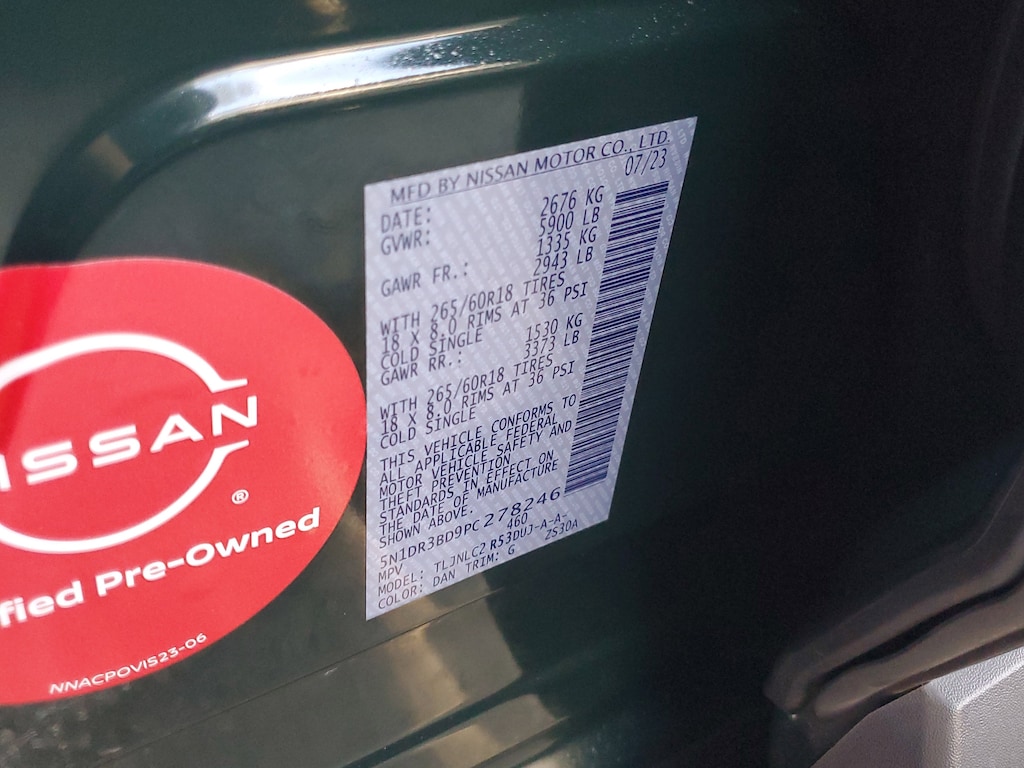 MFD BY NISSAN MOTOR CO., LTD.
DATE: 07/23
GVWR: 2676 KG
5900 LB
GAWR FR.: 1335 KG
2943 LB
WITH 265/60R18 TIRES
18 X 8.0 RIMS AT 36 PSI
COLD SINGLE
GAWR RR.: 1530 KG
3373 LB
WITH 265/60R18 TIRES
18 X 8.0 RIMS AT 36 PSI
COLD SINGLE
THIS VEHICLE CONFORMS TO
ALL APPLICABLE FEDERAL
MOTOR VEHICLE SAFETY AND
THEFT PREVENTION
STANDARDS IN EFFECT ON
THE DATE OF MANUFACTURE
SHOWN ABOVE.
5N1DR3BD9PC278246
MPV 460
MODEL: TLJNLC2 R53DUJ-A-A-
COLOR: DAN TRIM: G ZS30A
NISSAN
®
fied Pre-Owned
NNACPOVIS23-06